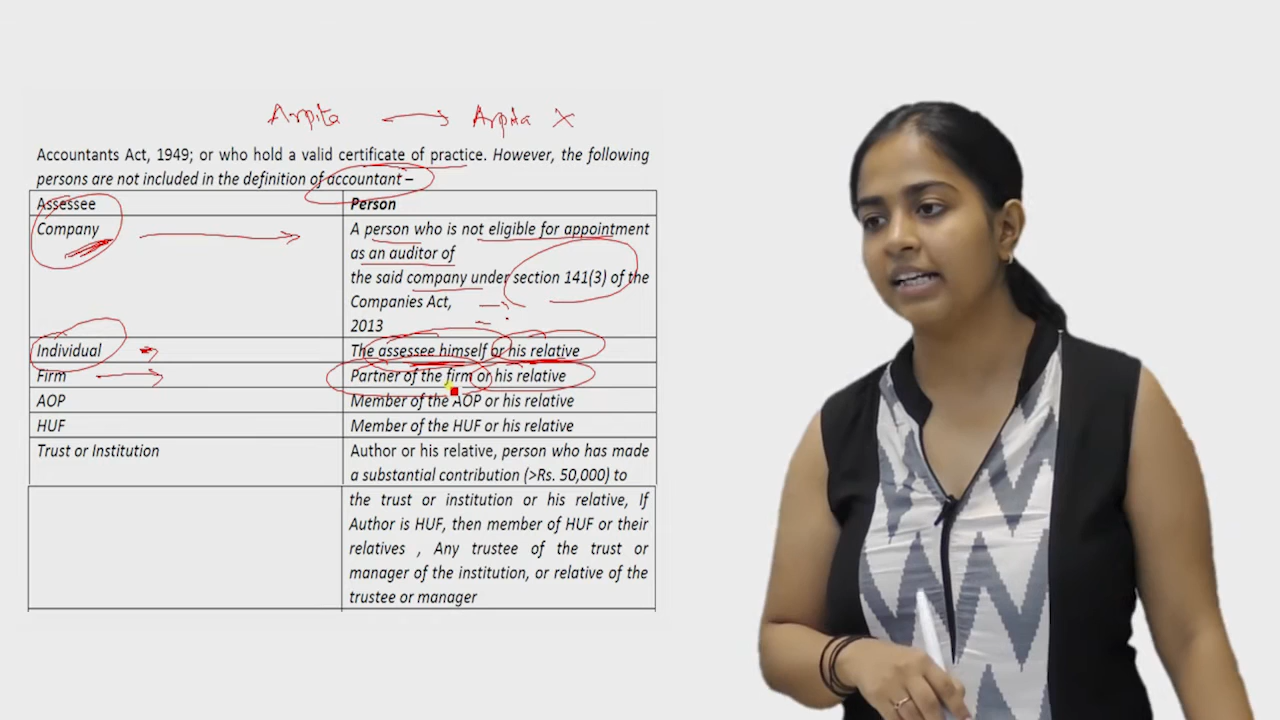 Arpita → Arpita X
Accountants Act, 1949; or who hold a valid certificate of practice. However, the following
persons are not included in the definition of accountant –
Assessee Person
Company A person who is not eligible for appointment
as an auditor of
the said company under section 141(3) of the
Companies Act,
2013
Individual The assessee himself or his relative
Firm Partner of the firm or his relative
AOP Member of the AOP or his relative
HUF Member of the HUF or his relative
Trust or Institution Author or his relative, person who has made
a substantial contribution (>Rs. 50,000) to
the trust or institution or his relative, If
Author is HUF, then member of HUF or their
relatives , Any trustee of the trust or
manager of the institution, or relative of the
trustee or manager